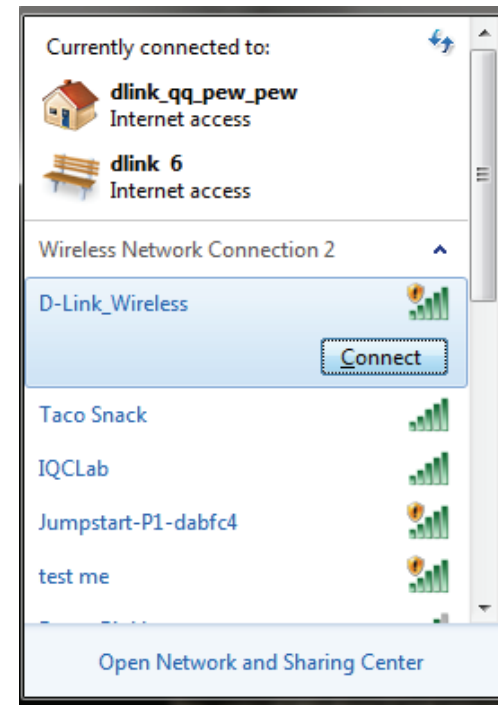 Currently connected to:
dlink_qq_pew_pew
Internet access
dlink 6
Internet access
Wireless Network Connection 2
D-Link_Wireless
Connect
Taco Snack
IQCLab
Jumpstart-P1-dabfc4
test me
Open Network and Sharing Center